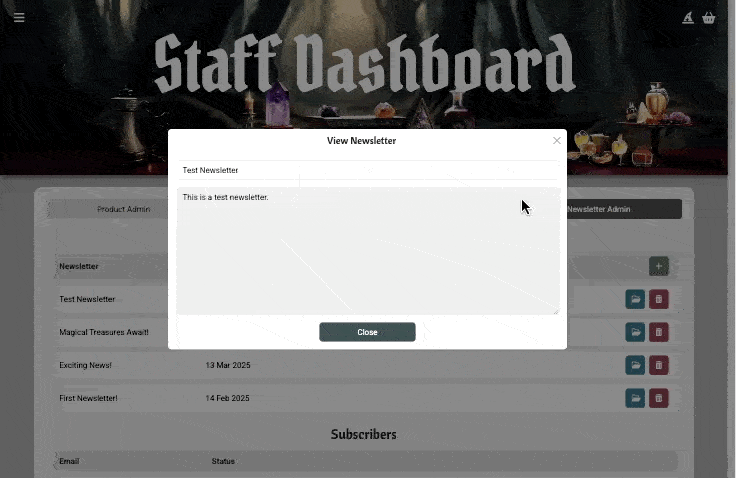 Staff Dashboard
View Newsletter
Test Newsletter
This is a test newsletter.
Close
Product Admin
Newsletter Admin
Newsletter
Test Newsletter
Magical Treasures Await!
Exciting News! 13 Mar 2025
First Newsletter! 14 Feb 2025
Subscribers
Email Status